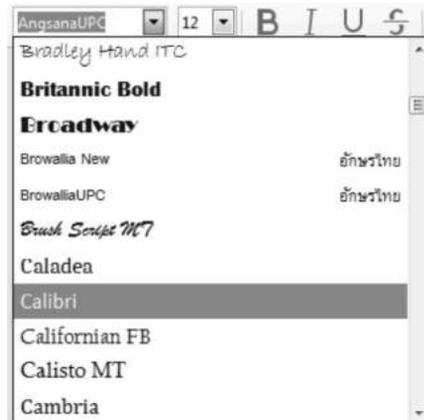 AngsanaUPC 12 B I U S
Bradley Hand ITC
Britannic Bold
Broadway
Browallia New อักษรไทย
BrowalliaUPC อักษรไทย
Brush Script MT
Caladea
Calibri
Californian FB
Calisto MT
Cambria